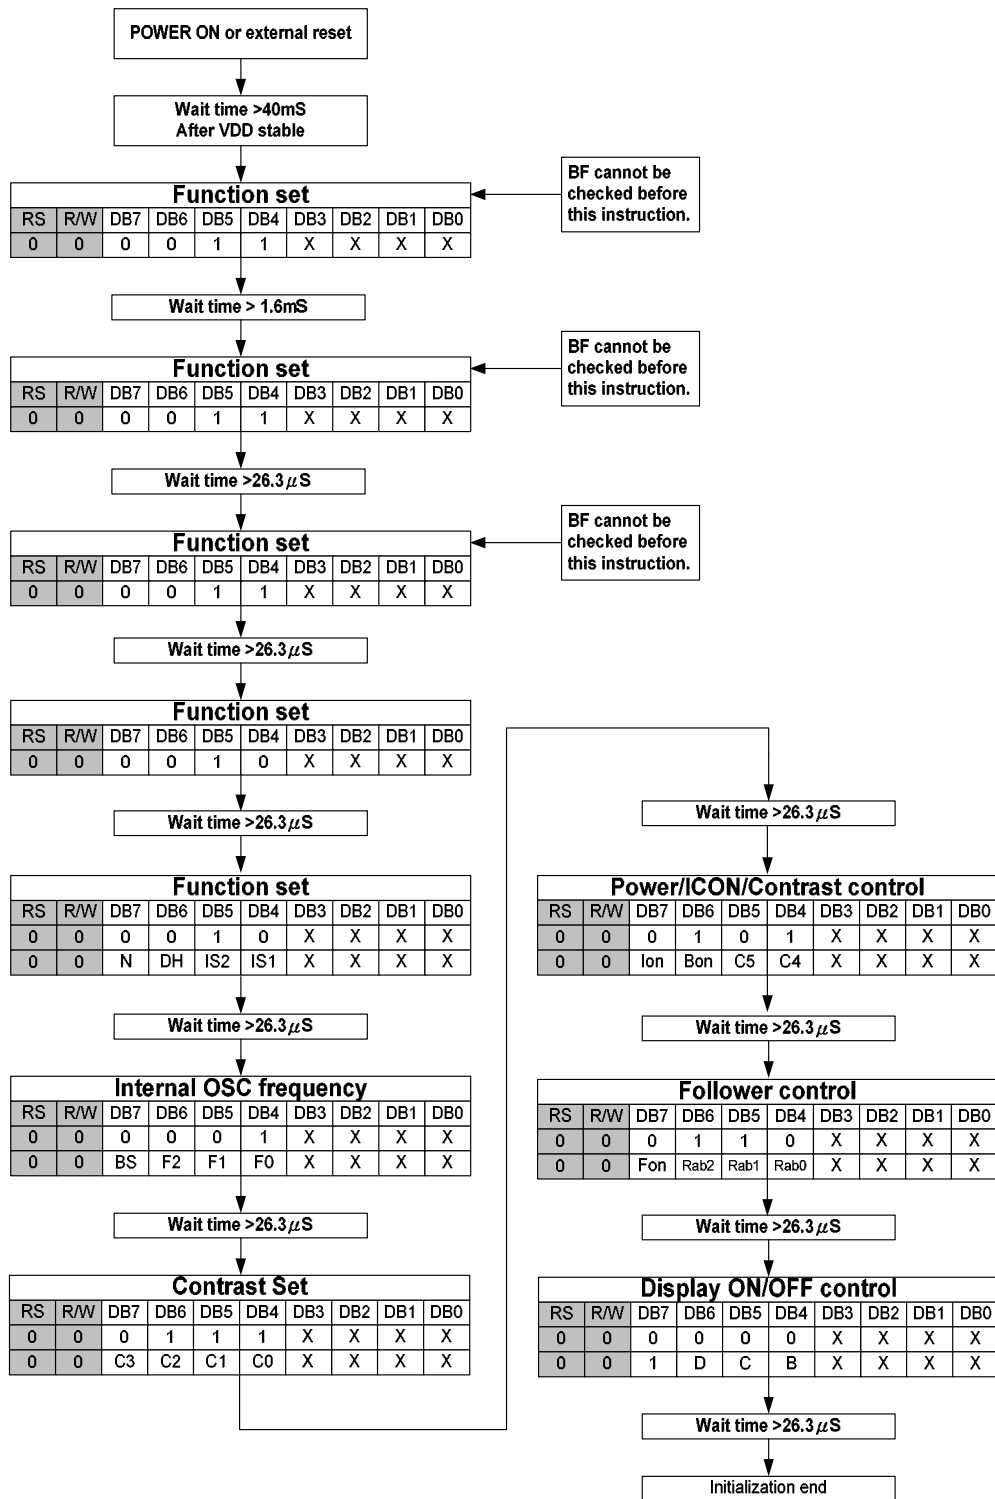 POWER ON or external reset
Wait time >40mS
After VDD stable
BF cannot be
checked before
this instruction.
Function set
RS R/W DB7 DB6 DB5 DB4 DB3 DB2 DB1 DB0
0 0 0 0 1 1 X X X X
Wait time > 1.6mS
BF cannot be
checked before
this instruction.
Function set
RS R/W DB7 DB6 DB5 DB4 DB3 DB2 DB1 DB0
0 0 0 0 1 1 X X X X
Wait time >26.3μS
BF cannot be
checked before
this instruction.
Function set
RS R/W DB7 DB6 DB5 DB4 DB3 DB2 DB1 DB0
0 0 0 0 1 1 X X X X
Wait time >26.3μS
Function set
RS R/W DB7 DB6 DB5 DB4 DB3 DB2 DB1 DB0
0 0 0 0 1 0 X X X X
Wait time >26.3μS
Function set
RS R/W DB7 DB6 DB5 DB4 DB3 DB2 DB1 DB0
0 0 0 0 1 0 X X X X
0 0 N DH IS2 IS1 X X X X
Wait time >26.3μS
Internal OSC frequency
RS R/W DB7 DB6 DB5 DB4 DB3 DB2 DB1 DB0
0 0 0 0 0 1 X X X X
0 0 BS F2 F1 F0 X X X X
Wait time >26.3μS
Contrast Set
RS R/W DB7 DB6 DB5 DB4 DB3 DB2 DB1 DB0
0 0 0 1 1 1 X X X X
0 0 C3 C2 C1 C0 X X X X
Wait time >26.3μS
Power/ICON/Contrast control
RS R/W DB7 DB6 DB5 DB4 DB3 DB2 DB1 DB0
0 0 0 1 0 1 X X X X
0 0 Ion Bon C5 C4 X X X X
Wait time >26.3μS
Follower control
RS R/W DB7 DB6 DB5 DB4 DB3 DB2 DB1 DB0
0 0 0 1 1 0 X X X X
0 0 Fon Rab2 Rab1 Rab0 X X X X
Wait time >26.3μS
Display ON/OFF control
RS R/W DB7 DB6 DB5 DB4 DB3 DB2 DB1 DB0
0 0 0 0 0 0 X X X X
0 0 1 D C B X X X X
Wait time >26.3μS
Initialization end